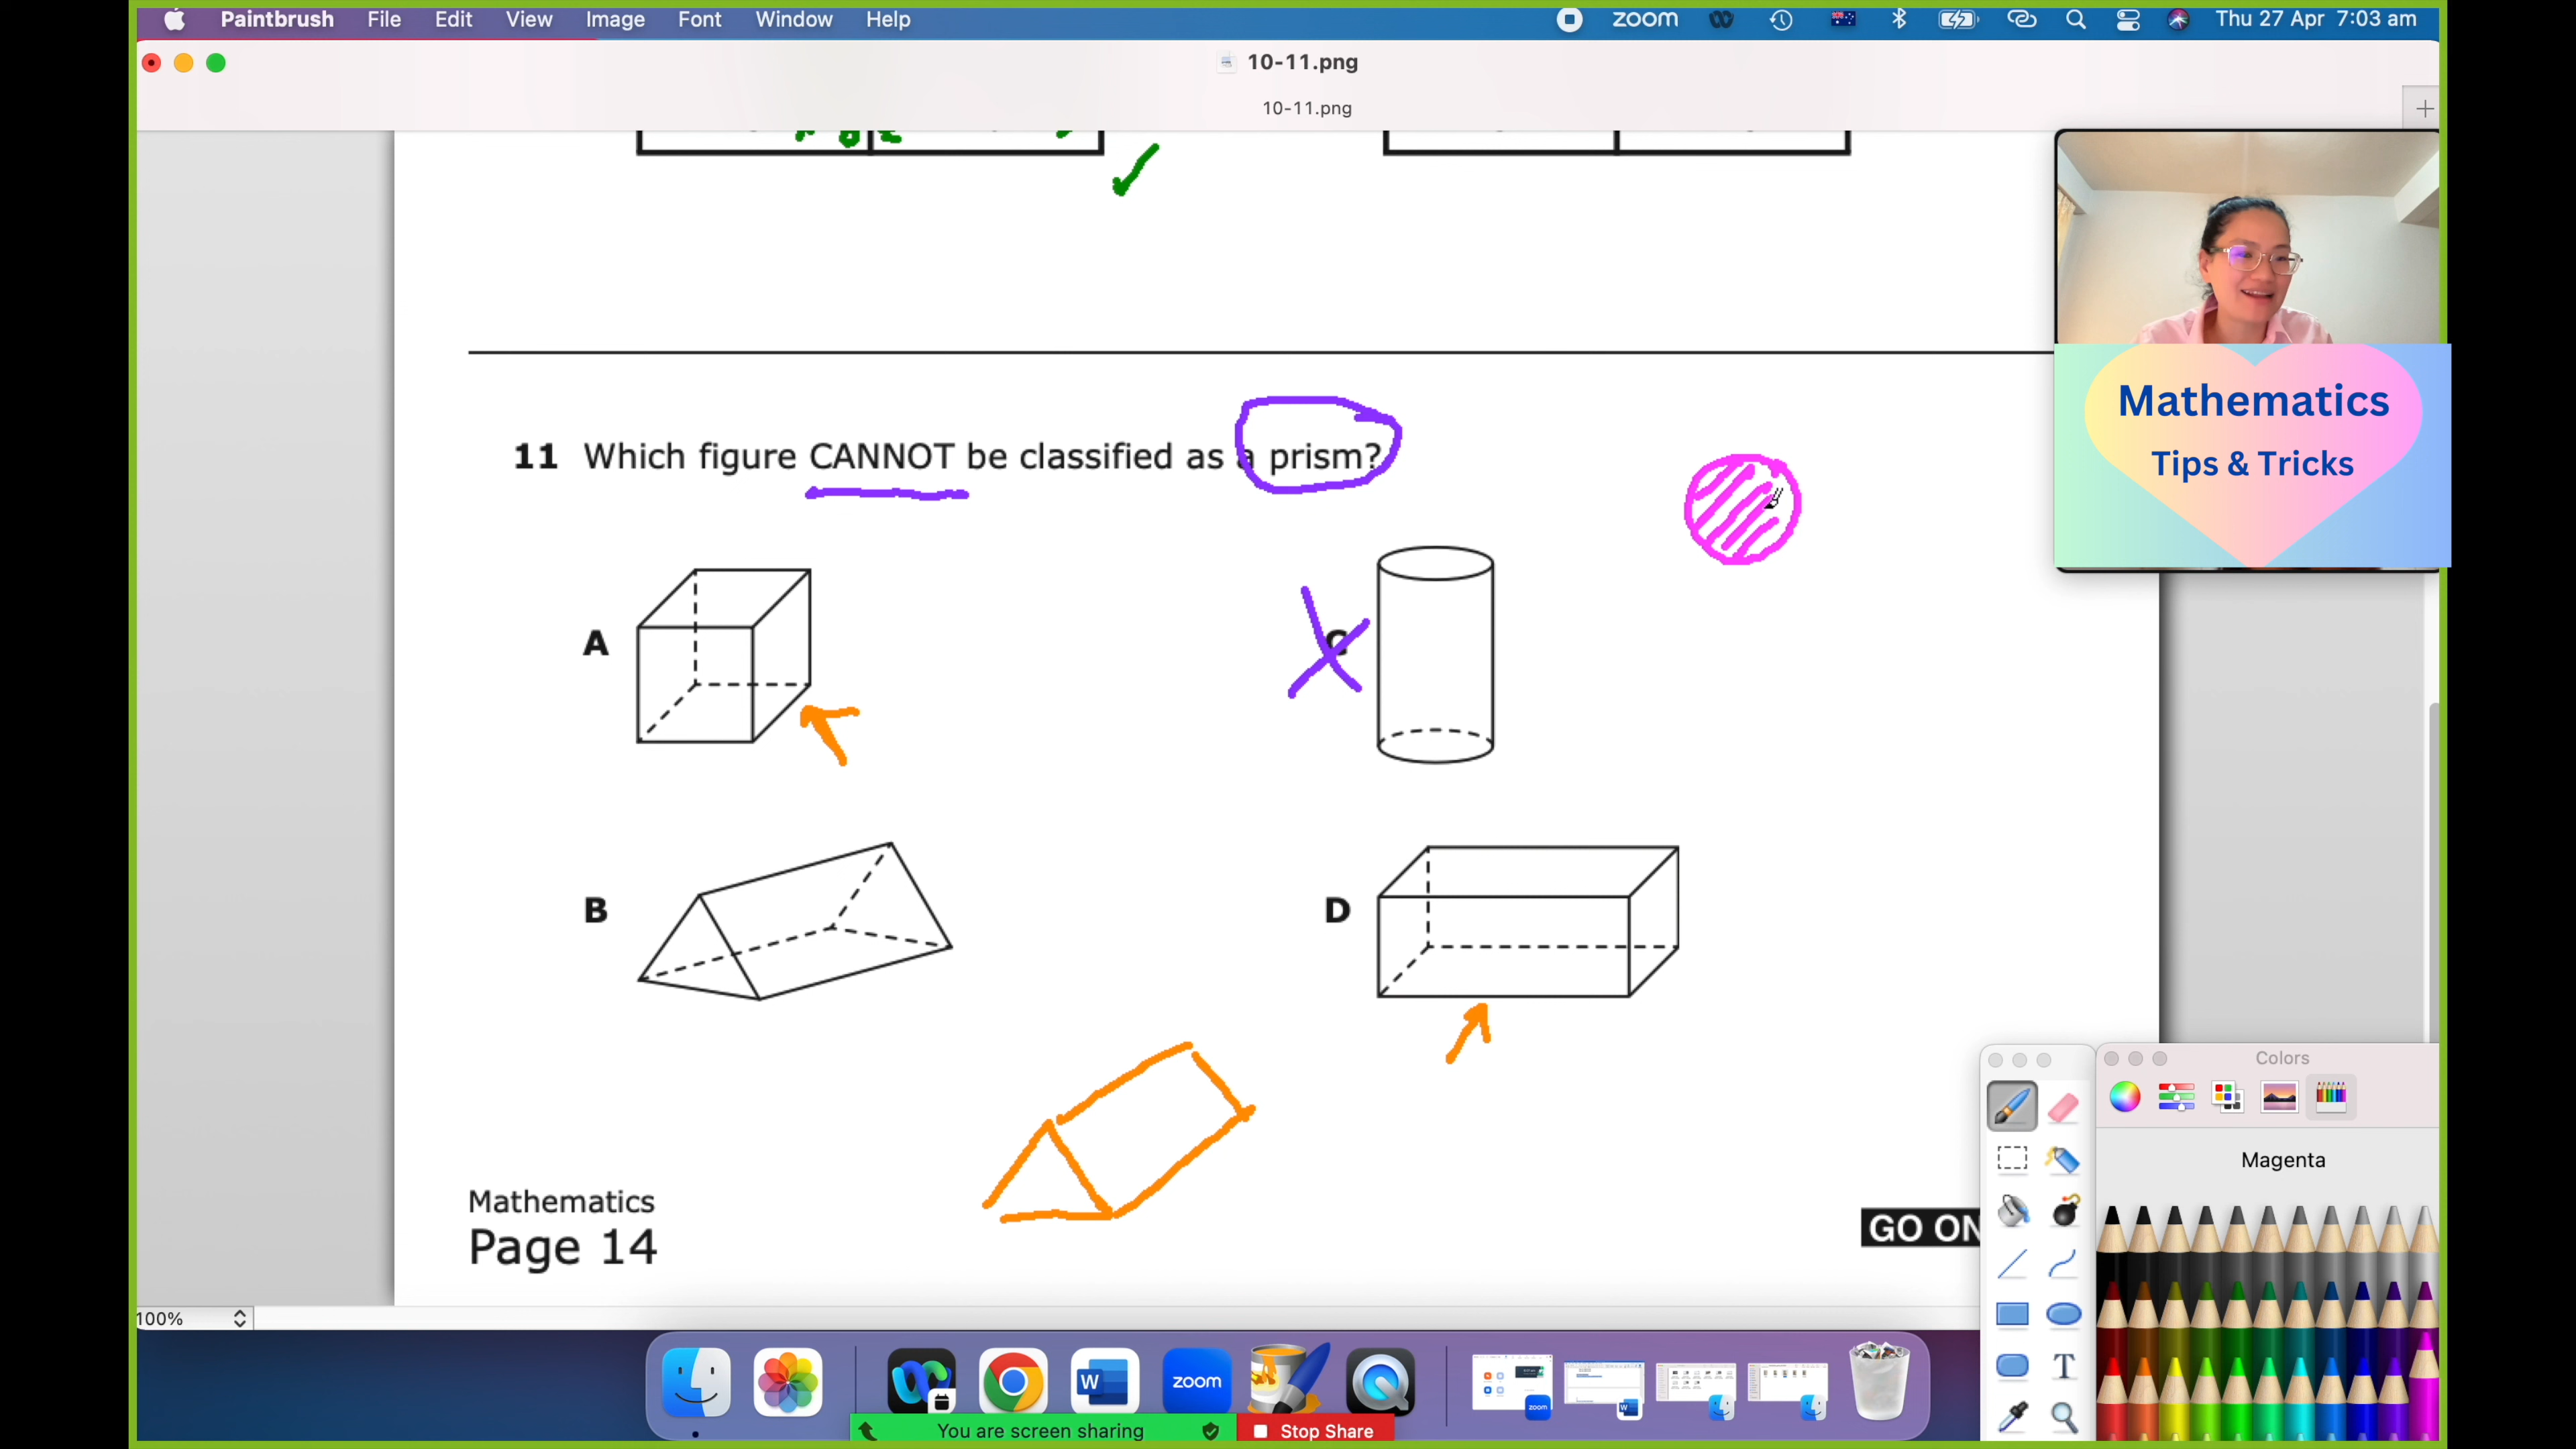 Paintbrush File Edit View Image Font Window Help zoom Thu 27 Apr 7:03 am
10-11.png
10-11.png
Mathematics
Tips & Tricks
11 Which figure CANNOT be classified as a prism?
A
C
B
D
Mathematics
Page 14
GO ON
Colors
Magenta
T
100%
W zoom
zoom W
You are screen sharing Stop Share